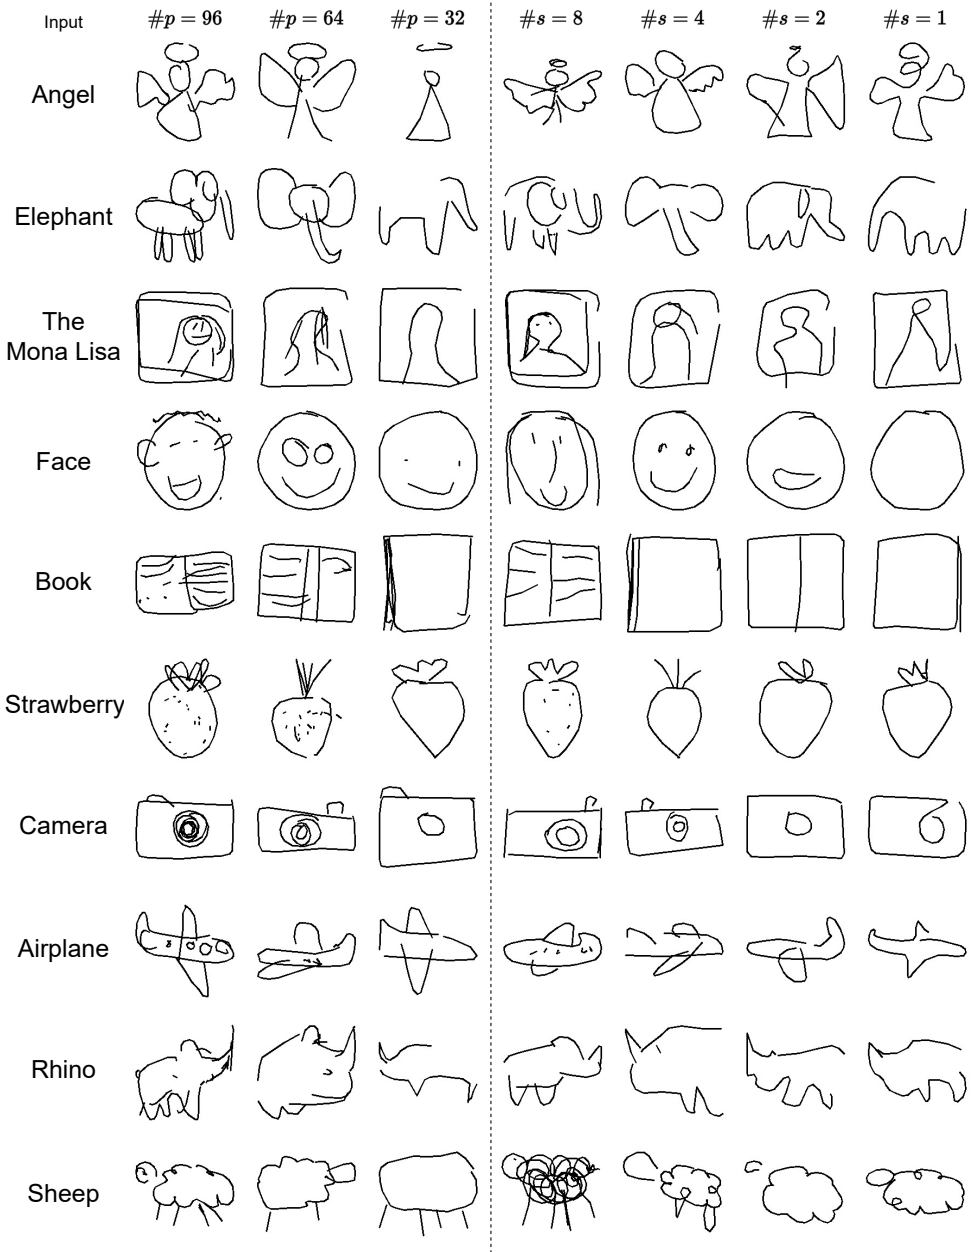 Input #p = 96 #p = 64 #p = 32 #s = 8 #s = 4 #s = 2 #s = 1
Angel
Elephant
The
Mona Lisa
Face
Book
Strawberry
Camera
Airplane
Rhino
Sheep